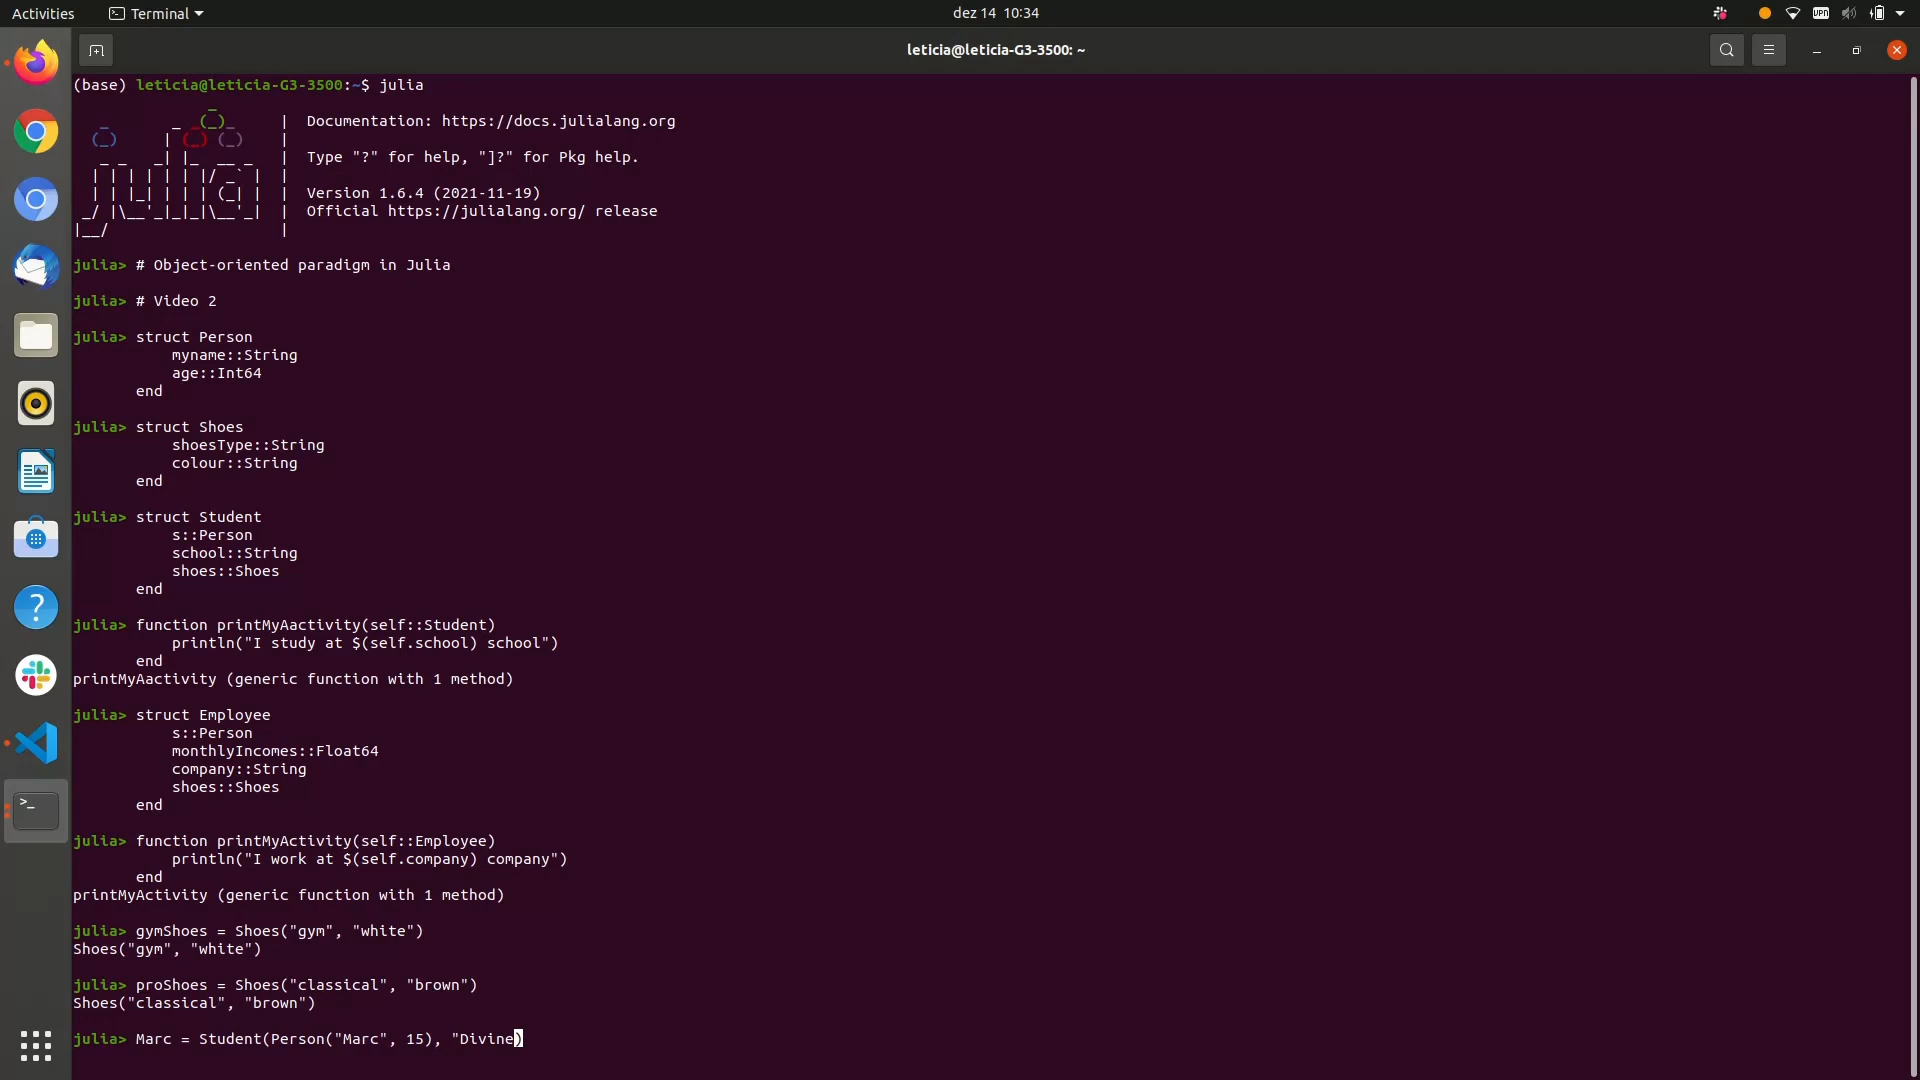 Activities Terminal dez 14 10:34 VPN
leticia@leticia-G3-3500: ~
(base) leticia@leticia-G3-3500:~$ julia
Documentation: https://docs.julialang.org
Type "?" for help, "]?" for Pkg help.
Version 1.6.4 (2021-11-19)
Official https://julialang.org/ release
julia> # Object-oriented paradigm in Julia
julia> # Video 2
julia> struct Person
myname::String
age::Int64
end
julia> struct Shoes
shoesType::String
colour::String
end
julia> struct Student
s::Person
school::String
shoes::Shoes
end
julia> function printMyAactivity(self::Student)
println("I study at $(self.school) school")
end
printMyAactivity (generic function with 1 method)
julia> struct Employee
s::Person
monthlyIncomes::Float64
company::String
shoes::Shoes
end
julia> function printMyActivity(self::Employee)
println("I work at $(self.company) company")
end
printMyActivity (generic function with 1 method)
julia> gymShoes = Shoes("gym", "white")
Shoes("gym", "white")
julia> proShoes = Shoes("classical", "brown")
Shoes("classical", "brown")
julia> Marc = Student(Person("Marc", 15), "Divine)